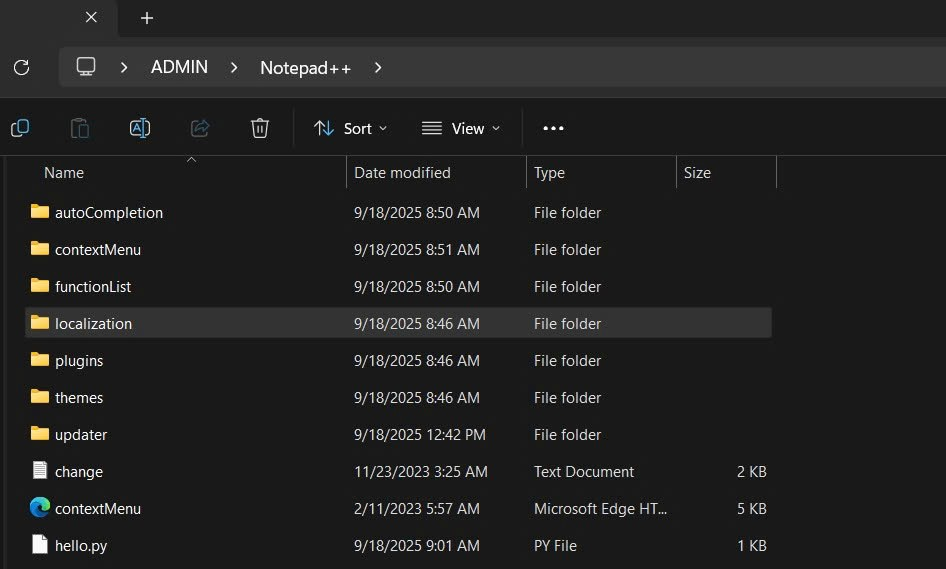 ADMIN Notepad++
Sort View
Name Date modified Type Size
autoCompletion 9/18/2025 8:50 AM File folder
contextMenu 9/18/2025 8:51 AM File folder
functionList 9/18/2025 8:50 AM File folder
localization 9/18/2025 8:46 AM File folder
plugins 9/18/2025 8:46 AM File folder
themes 9/18/2025 8:46 AM File folder
updater 9/18/2025 12:42 PM File folder
change 11/23/2023 3:25 AM Text Document 2 KB
contextMenu 2/11/2023 5:57 AM Microsoft Edge HT... 5 KB
hello.py 9/18/2025 9:01 AM PY File 1 KB